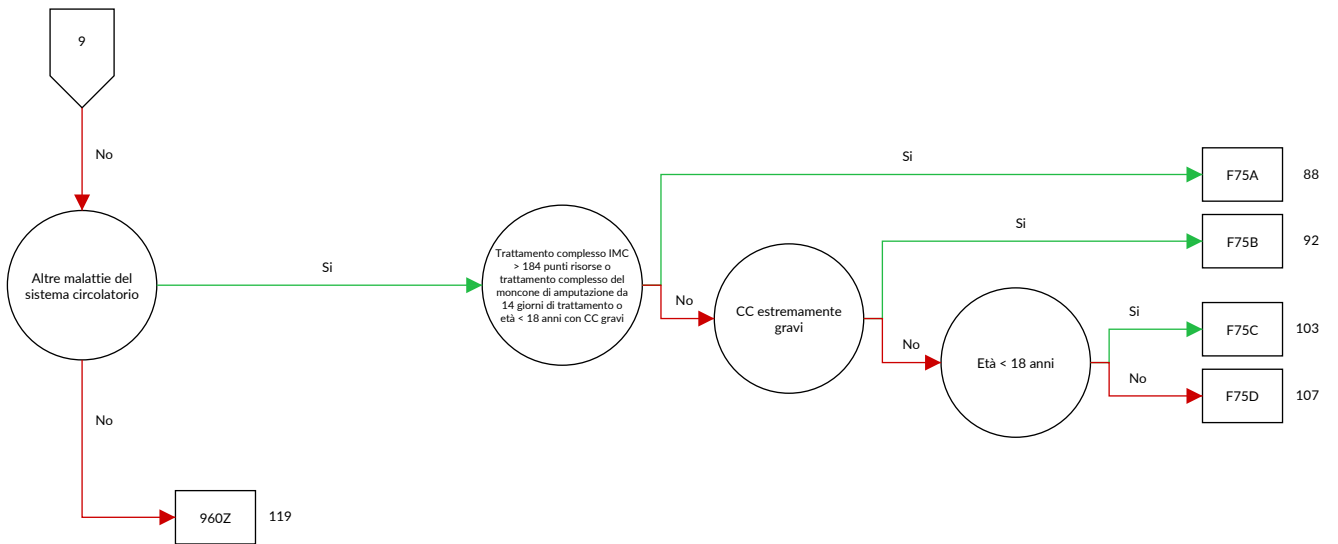 9
No
Si
F75A
88
Si
F75B
92
Altre malattie del
sistema circolatorio
Si
Trattamento complesso IMC
> 184 punti risorse o
trattamento complesso del
moncone di amputazione da
14 giorni di trattamento o
età < 18 anni con CC gravi
No
CC estremamente
gravi
No
Età < 18 anni
Si
F75C
103
No
F75D
107
No
960Z
119